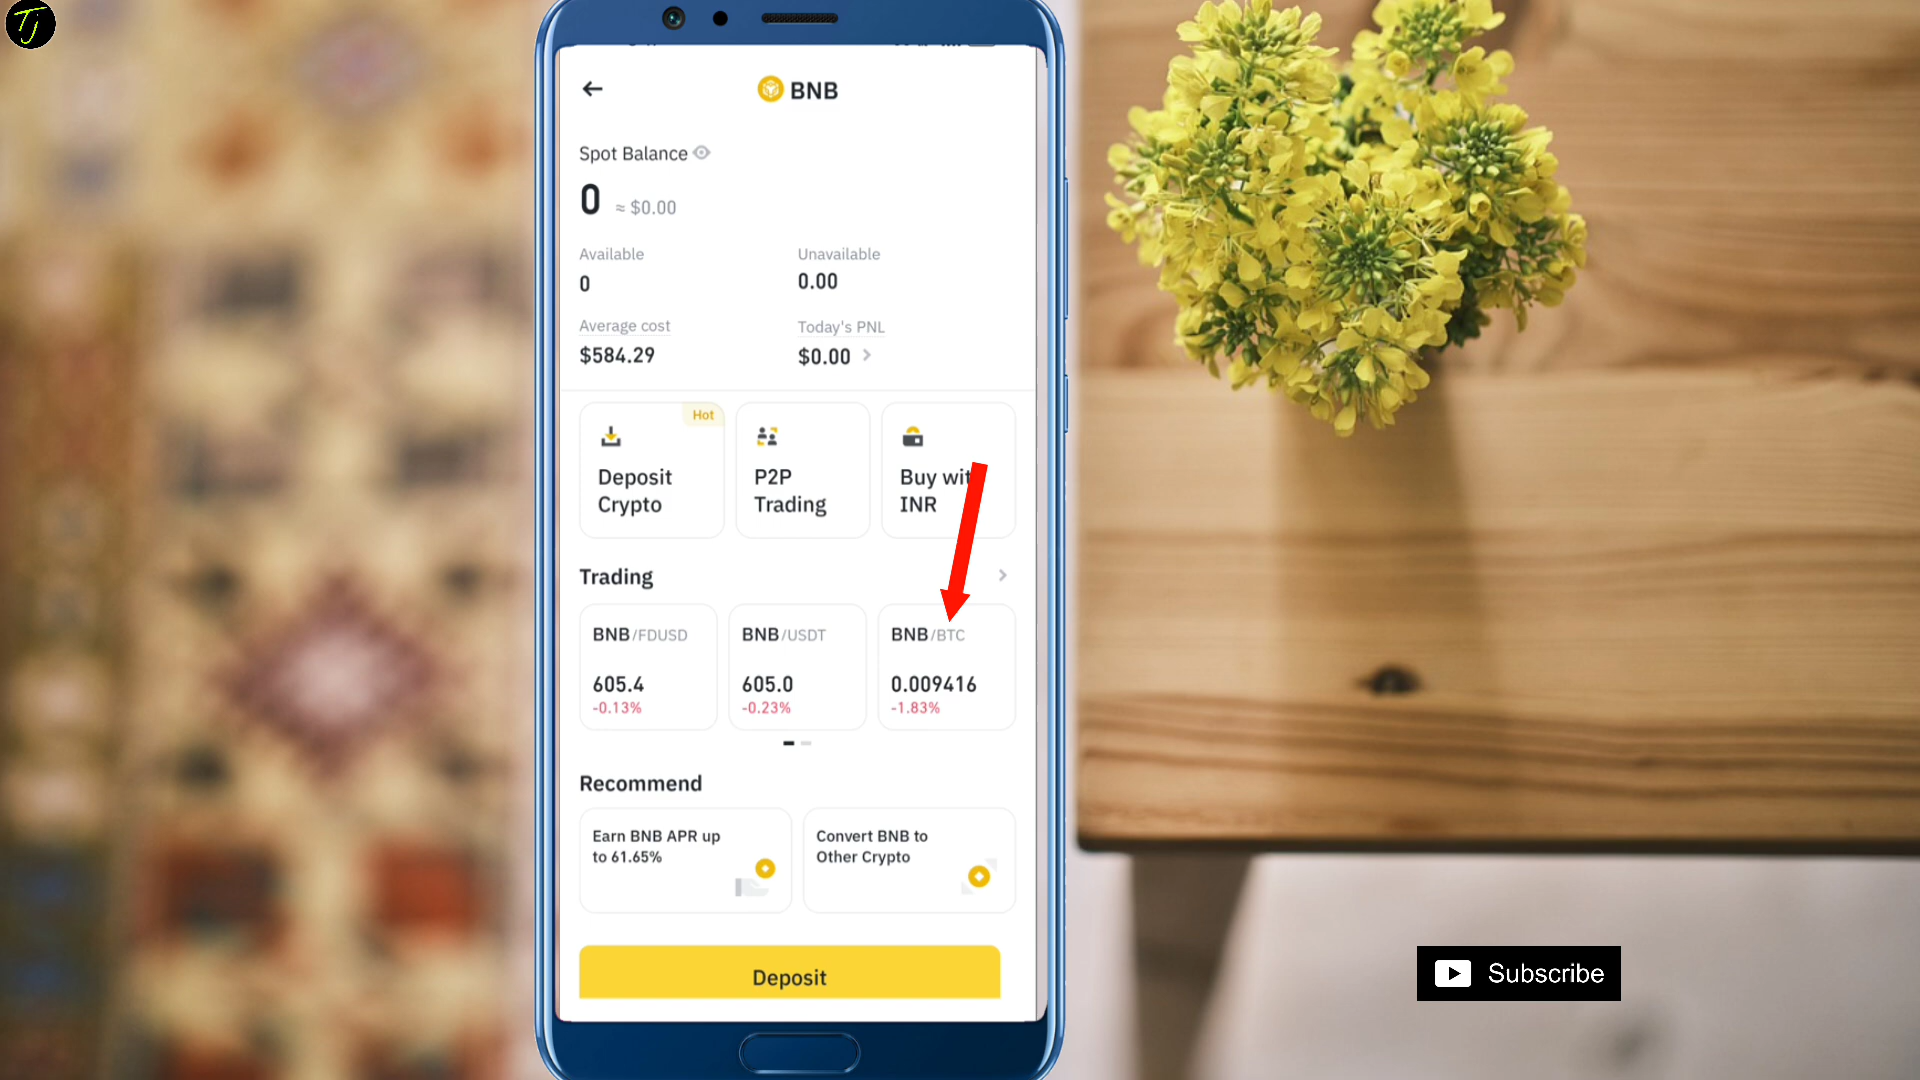 Tj
BNB
Spot Balance
0 ≈ $0.00
Available Unavailable
0 0.00
Average cost Today's PNL
$584.29 $0.00
Hot
Deposit Crypto
P2P Trading
Buy INR
Trading
BNB/FDUSD BNB/USDT BNB/BTC
605.4 605.0 0.009416
-0.13% -0.23% -1.83%
Recommend
Earn BNB APR up
to 61.65%
Convert BNB to
Other Crypto
Deposit
Subscribe